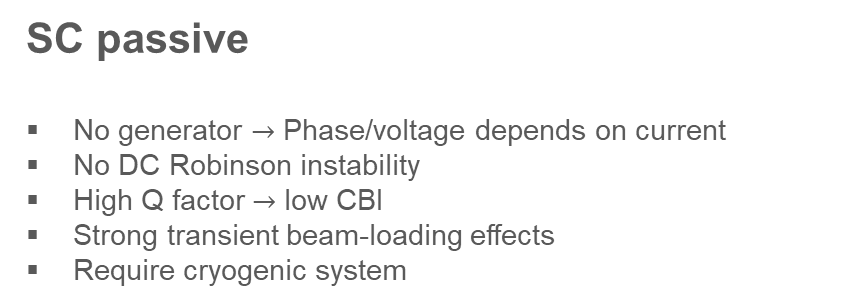 SC passive
▪ No generator → Phase/voltage depends on current
▪ No DC Robinson instability
▪ High Q factor → low CBI
▪ Strong transient beam-loading effects
▪ Require cryogenic system